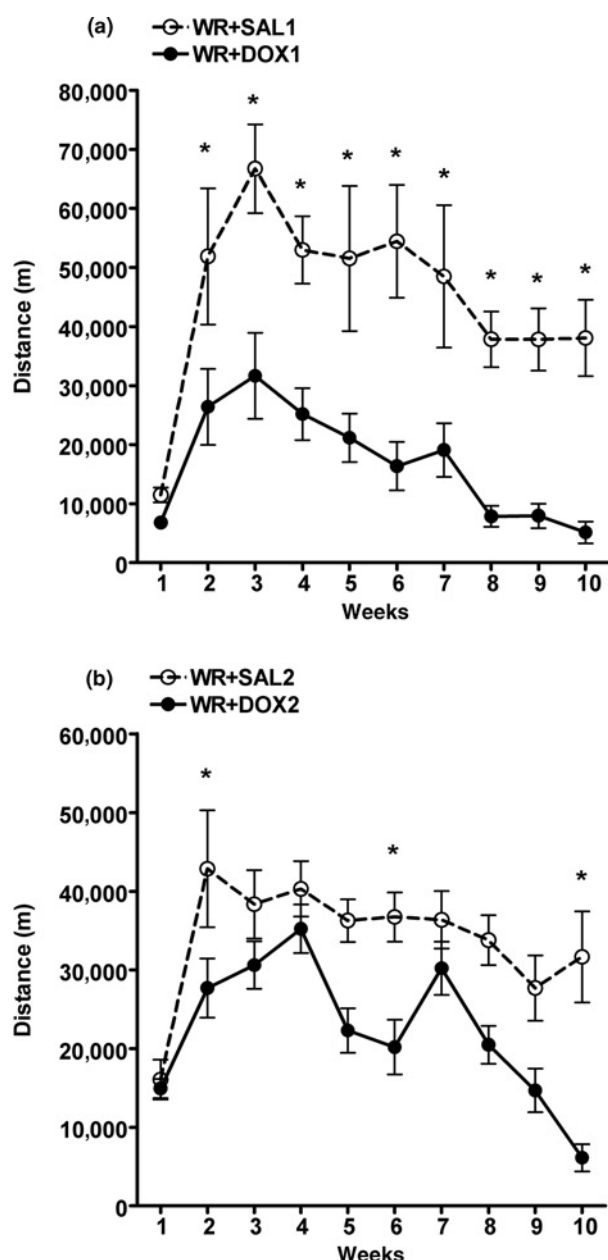 (a)
WR+SAL1
WR+DOX1
80,000
* * * * * * * * *
70,000
60,000
50,000
40,000
30,000
20,000
10,000
0
Distance (m)
1 2 3 4 5 6 7 8 9 10
Weeks
(b)
WR+SAL2
WR+DOX2
60,000
* * *
50,000
40,000
30,000
20,000
10,000
0
Distance (m)
1 2 3 4 5 6 7 8 9 10
Weeks